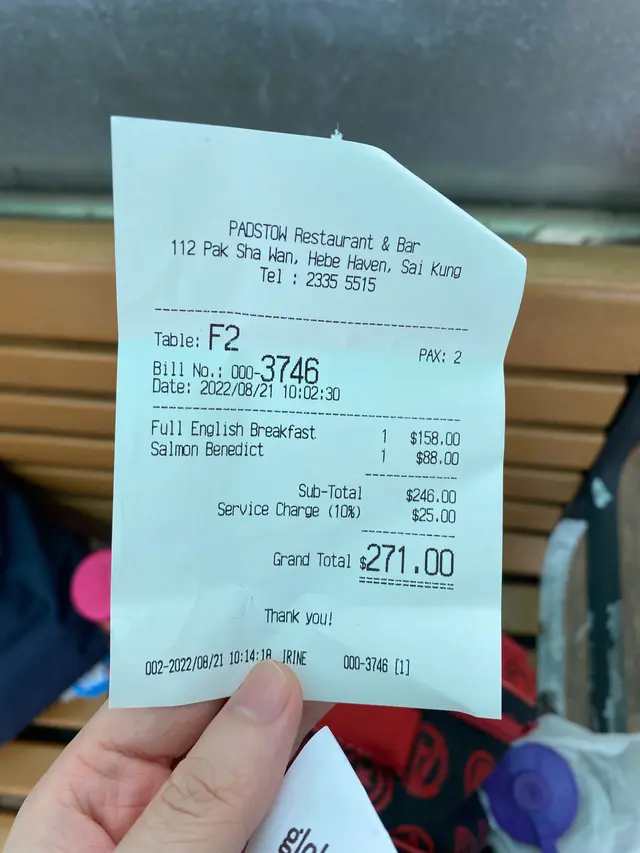 PADSTOW Restaurant & Bar
112 Pak Sha Wan, Hebe Haven, Sai Kung
Tel : 2335 5515
Table: F2 PAX: 2
Bill No.: 000-3746
Date: 2022/08/21 10:02:30
Full English Breakfast 1 $158.00
Salmon Benedict 1 $88.00
Sub-Total $246.00
Service Charge (10%) $25.00
Grand Total $271.00
Thank you!
002-2022/08/21 10:14:18 IRINE 000-3746 [1]